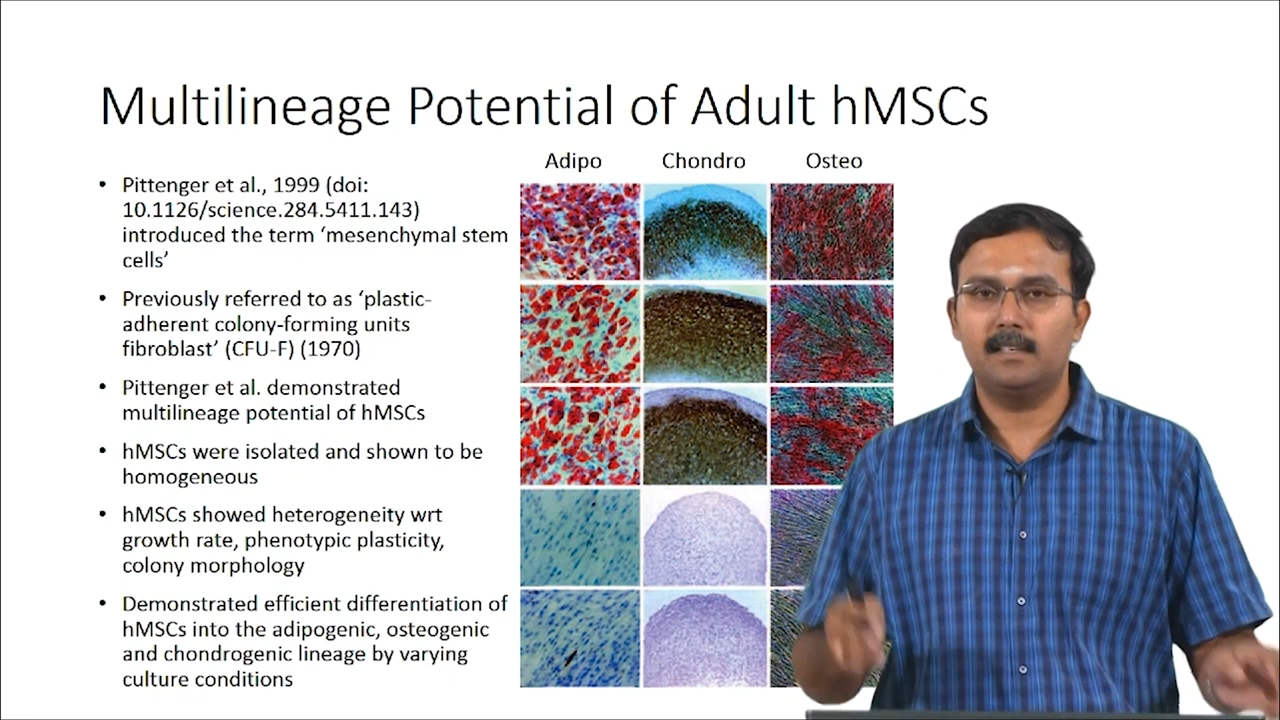 Multilineage Potential of Adult hMSCs
Adipo Chondro Osteo
• Pittenger et al., 1999 (doi:
10.1126/science.284.5411.143)
introduced the term ‘mesenchymal stem
cells’
• Previously referred to as ‘plastic-
adherent colony-forming units
fibroblast’ (CFU-F) (1970)
• Pittenger et al. demonstrated
multilineage potential of hMSCs
• hMSCs were isolated and shown to be
homogeneous
• hMSCs showed heterogeneity wrt
growth rate, phenotypic plasticity,
colony morphology
• Demonstrated efficient differentiation of
hMSCs into the adipogenic, osteogenic
and chondrogenic lineage by varying
culture conditions